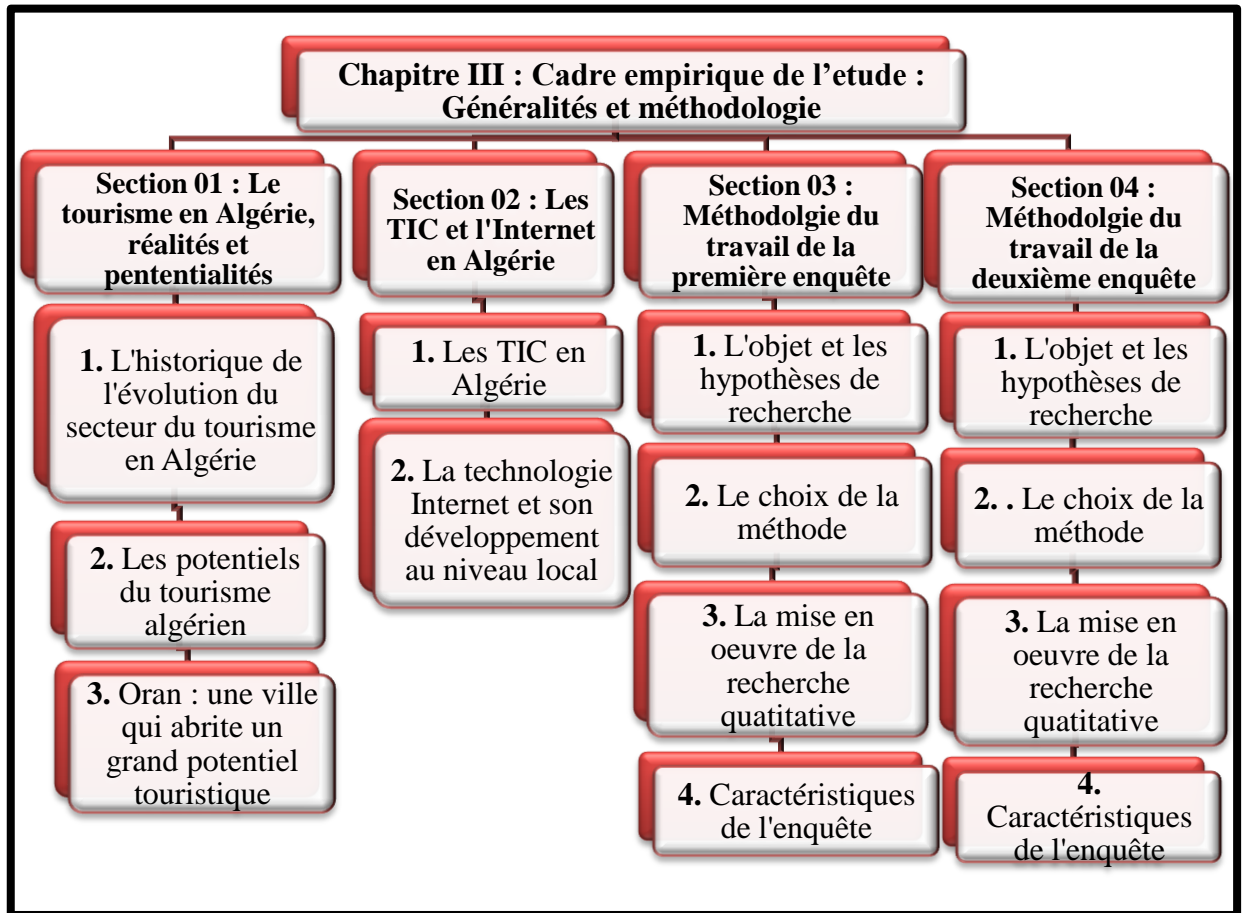 Chapitre III : Cadre empirique de l’etude :
Généralités et méthodologie
Section 01 : Le
tourisme en Algérie,
réalités et
pententialités
1. L'historique de
l'évolution du
secteur du tourisme
en Algérie
2. Les potentiels
du tourisme
algérien
3. Oran : une ville
qui abrite un
grand potentiel
touristique
Section 02 : Les
TIC et l'Internet
en Algérie
1. Les TIC en
Algérie
2. La technologie
Internet et son
développement
au niveau local
Section 03 :
Méthodolgie du
travail de la
première enquête
1. L'objet et les
hypothèses de
recherche
2. Le choix de la
méthode
3. La mise en
oeuvre de la
recherche
quatitative
4. Caractéristiques
de l'enquête
Section 04 :
Méthodolgie du
travail de la
deuxième enquête
1. L'objet et les
hypothèses de
recherche
2. . Le choix de la
méthode
3. La mise en
oeuvre de la
recherche
quatitative
4.
Caractéristiques
de l'enquête